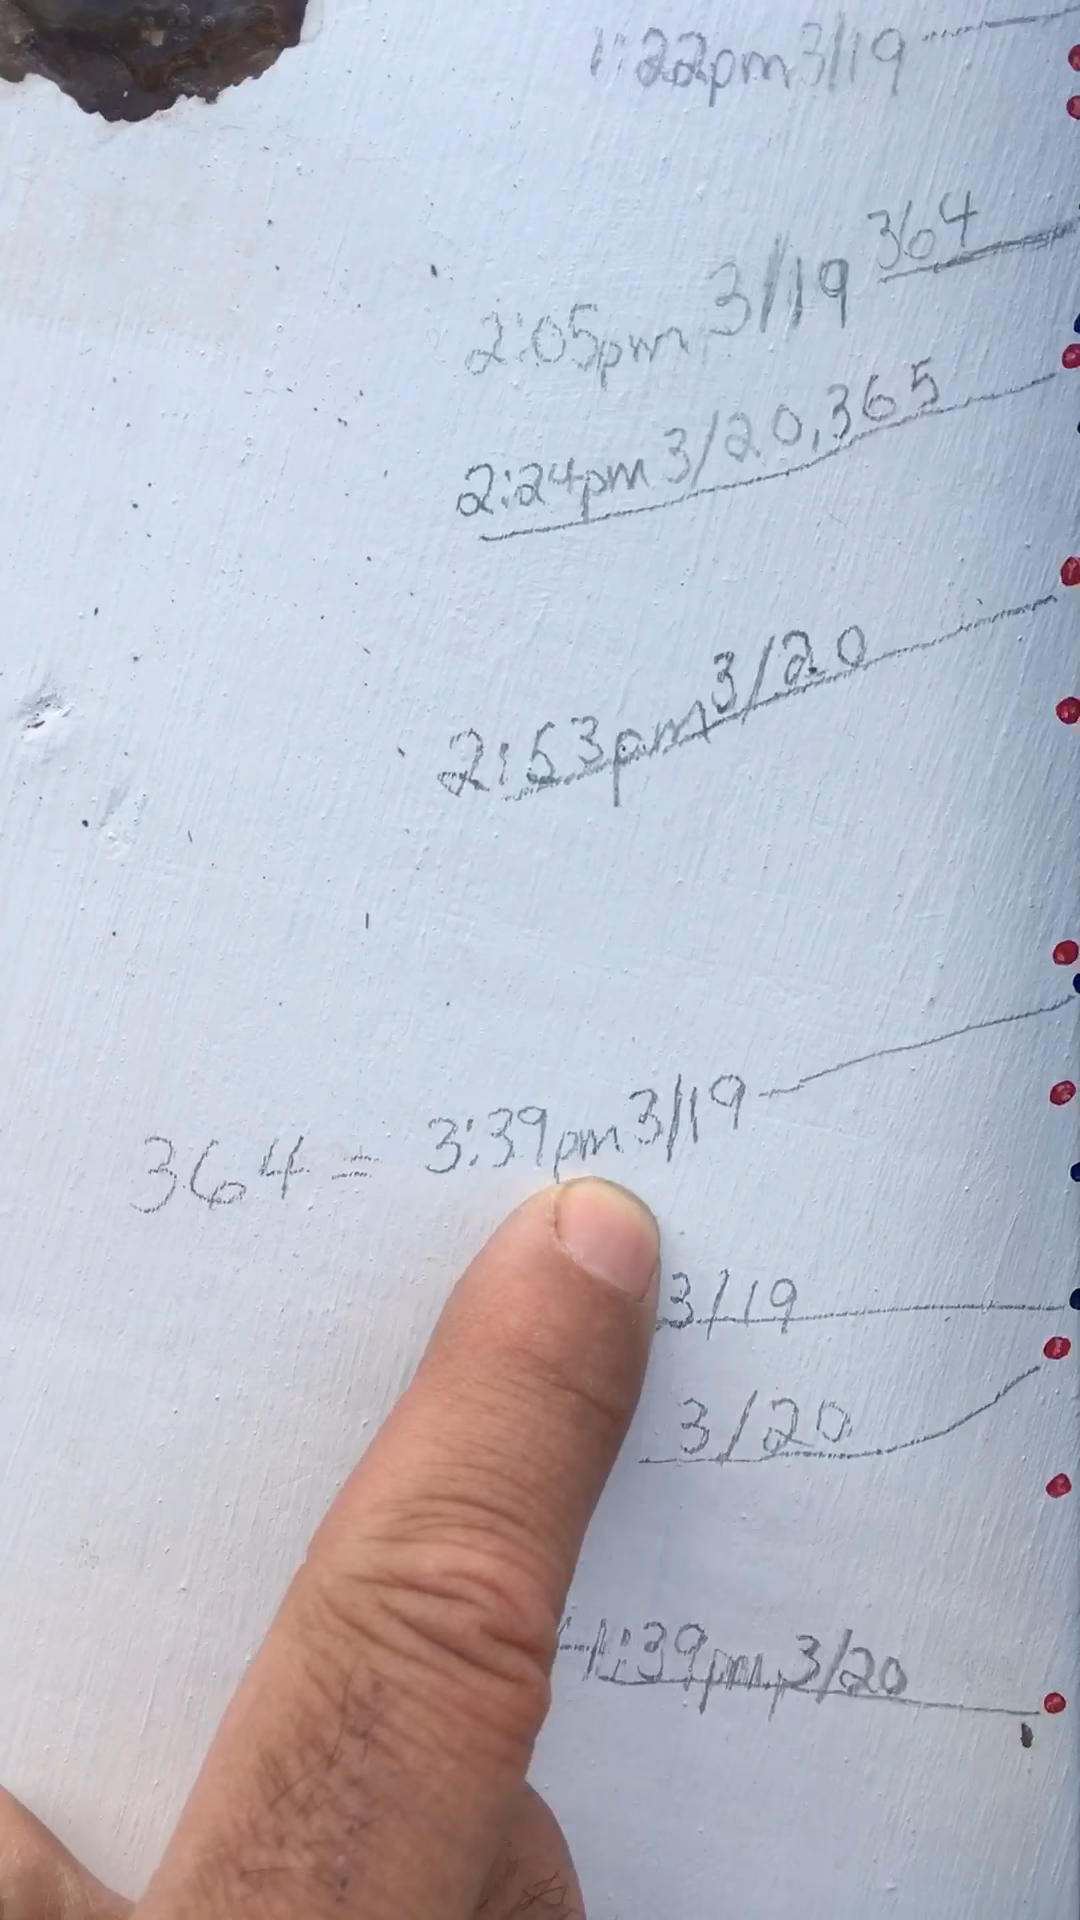 1:22pm 3/19
2:05pm 3/19 364
2:24pm 3/20, 365
2:53pm 3/20
364 = 3:39pm 3/19
3/19
3/20
4:39pm, 3/20